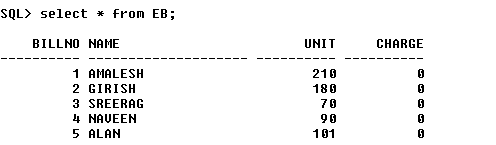 SQL> select * from EB;
BILLNO NAME UNIT CHARGE
---------- -------------------- ---------- ----------
1 AMALESH 210 0
2 GIRISH 180 0
3 SREERAG 70 0
4 NAVEEN 90 0
5 ALAN 101 0